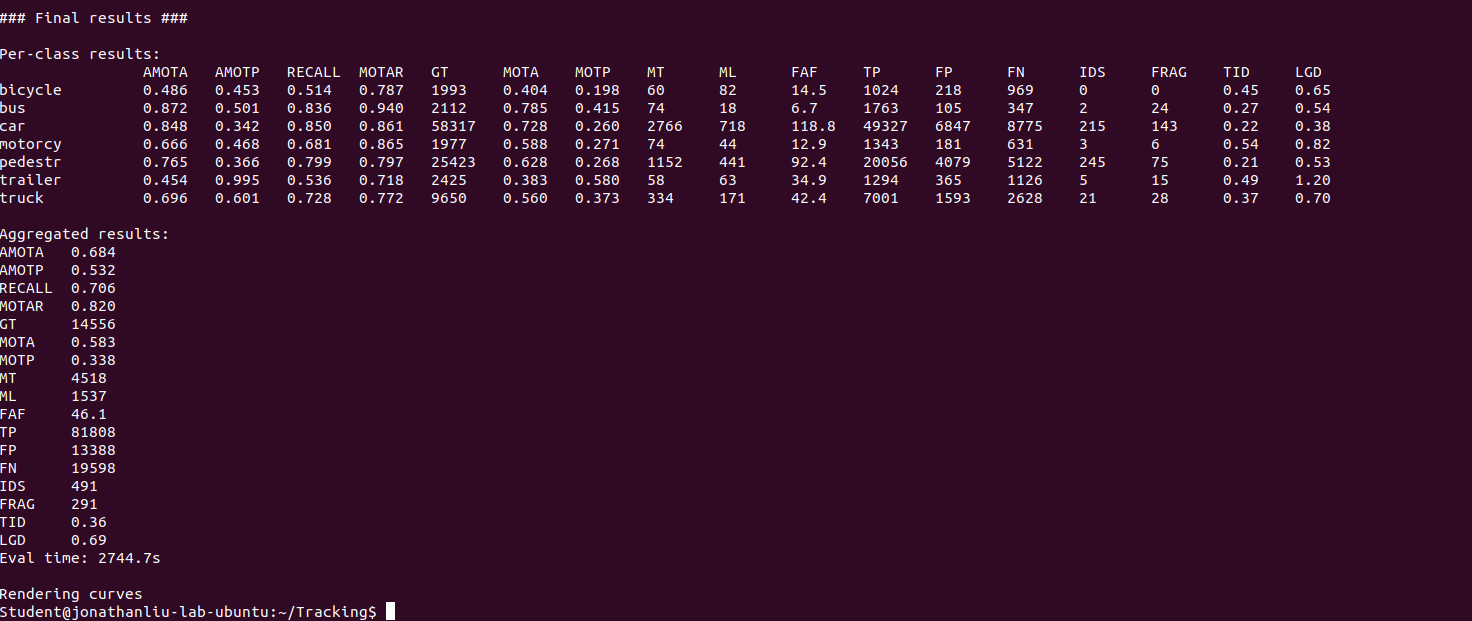 ### Final results ###
Per-class results:
AMOTA AMOTP RECALL MOTAR GT MOTA MOTP MT ML FAF TP FP FN IDS FRAG TID LGD
bicycle 0.486 0.453 0.514 0.787 1993 0.404 0.198 60 82 14.5 1024 218 969 0 0 0.45 0.65
bus 0.872 0.501 0.836 0.940 2112 0.785 0.415 74 18 6.7 1763 105 347 2 24 0.27 0.54
car 0.848 0.342 0.850 0.861 58317 0.728 0.260 2766 718 118.8 49327 6847 8775 215 143 0.22 0.38
motorcy 0.666 0.468 0.681 0.865 1977 0.588 0.271 74 44 12.9 1343 181 631 3 6 0.54 0.82
pedestr 0.765 0.366 0.799 0.797 25423 0.628 0.268 1152 441 92.4 20056 4079 5122 245 75 0.21 0.53
trailer 0.454 0.995 0.536 0.718 2425 0.383 0.580 58 63 34.9 1294 365 1126 5 15 0.49 1.20
truck 0.696 0.601 0.728 0.772 9650 0.560 0.373 334 171 42.4 7001 1593 2628 21 28 0.37 0.70
Aggregated results:
AMOTA 0.684
AMOTP 0.532
RECALL 0.706
MOTAR 0.820
GT 14556
MOTA 0.583
MOTP 0.338
MT 4518
ML 1537
FAF 46.1
TP 81808
FP 13388
FN 19598
IDS 491
FRAG 291
TID 0.36
LGD 0.69
Eval time: 2744.7s
Rendering curves
Student@jonathanliu-lab-ubuntu:~/Tracking$